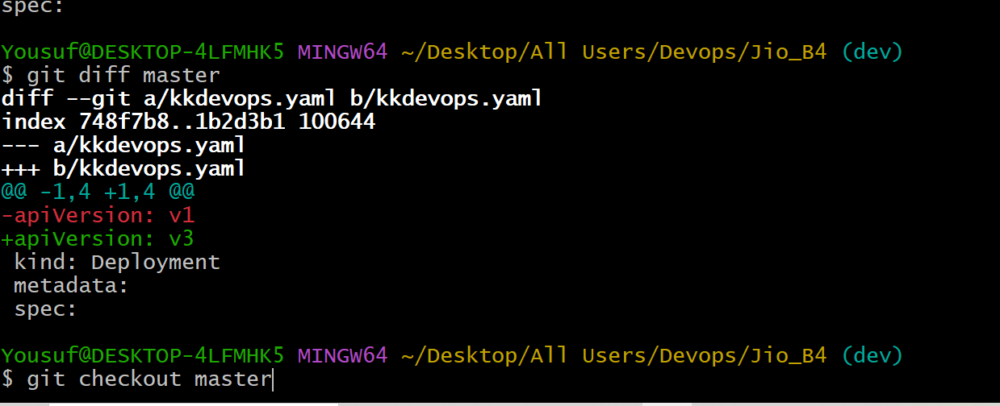 spec:
Yousuf@DESKTOP-4LFMHK5 MINGW64 ~/Desktop/All Users/Devops/Jio_B4 (dev)
$ git diff master
diff --git a/kkdevops.yaml b/kkdevops.yaml
index 748f7b8..1b2d3b1 100644
--- a/kkdevops.yaml
+++ b/kkdevops.yaml
@@ -1,4 +1,4 @@
-apiVersion: v1
+apiVersion: v3
 kind: Deployment
 metadata:
 spec:
Yousuf@DESKTOP-4LFMHK5 MINGW64 ~/Desktop/All Users/Devops/Jio_B4 (dev)
$ git checkout master